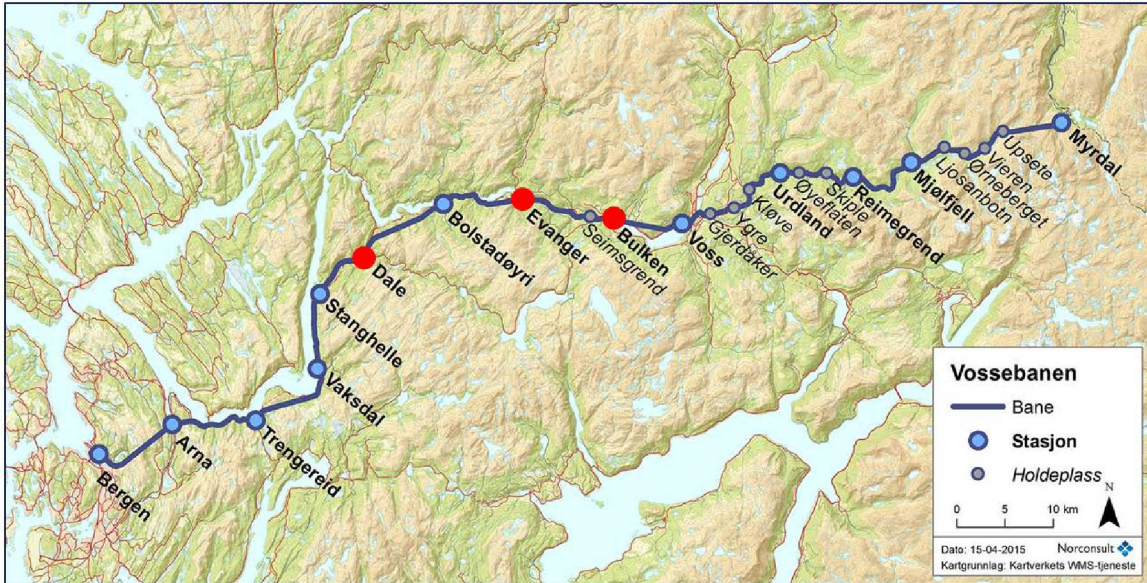 Myrdal
Upsete
Vieren
Ørneberget
Ljosanbotn
Mjølfjell
Reimegrend
Skiple
Øyeflaten
Urdland
Kløve
Ygre
Gjerdåker
Voss
Bulken
Seimsgrend
Evanger
Bolstadøyri
Dale
Stanghelle
Vaksdal
Trengereid
Arna
Bergen
Vossebanen
Bane
Stasjon
Holdeplass
N
0 5 10 km
Dato: 15-04-2015 Norconsult
Kartgrunnlag: Kartverkets WMS-tjeneste